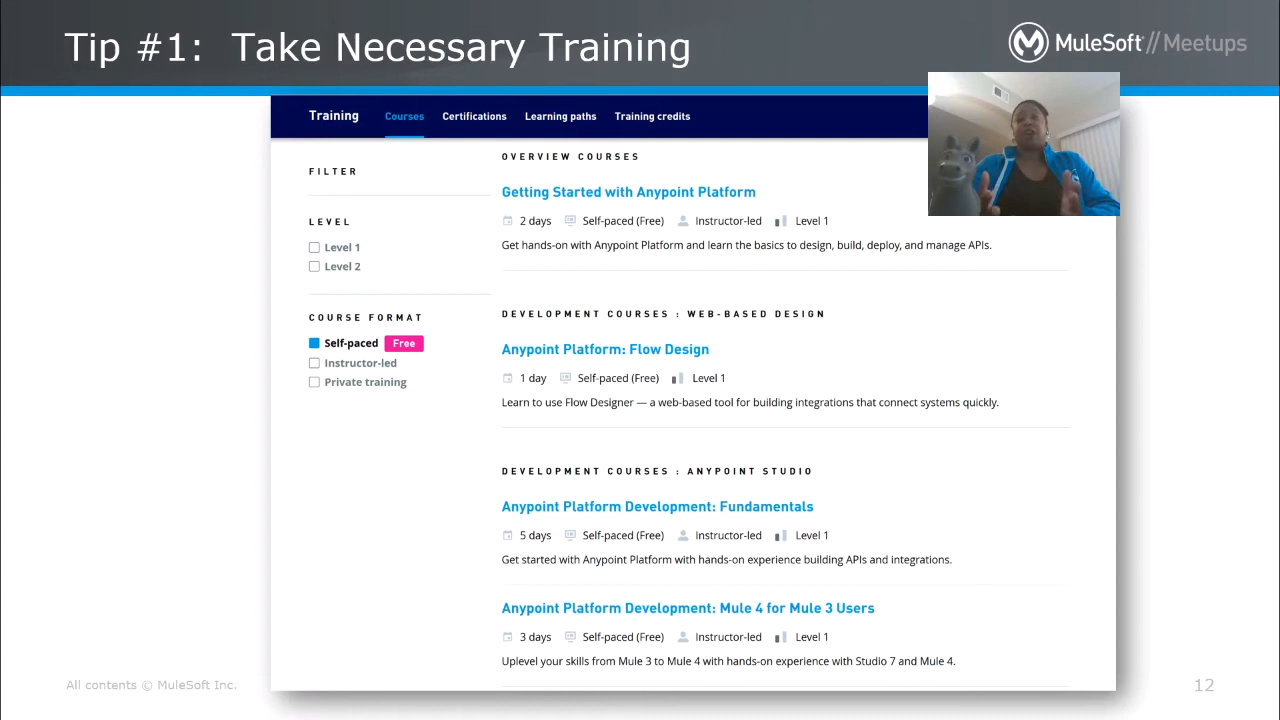 Tip #1: Take Necessary Training
MuleSoft // Meetups
Training Courses Certifications Learning paths Training credits
FILTER
LEVEL
Level 1
Level 2
COURSE FORMAT
Self-paced Free
Instructor-led
Private training
OVERVIEW COURSES
Getting Started with Anypoint Platform
2 days Self-paced (Free) Instructor-led Level 1
Get hands-on with Anypoint Platform and learn the basics to design, build, deploy, and manage APIs.
DEVELOPMENT COURSES : WEB-BASED DESIGN
Anypoint Platform: Flow Design
1 day Self-paced (Free) Level 1
Learn to use Flow Designer — a web-based tool for building integrations that connect systems quickly.
DEVELOPMENT COURSES : ANYPOINT STUDIO
Anypoint Platform Development: Fundamentals
5 days Self-paced (Free) Instructor-led Level 1
Get started with Anypoint Platform with hands-on experience building APIs and integrations.
Anypoint Platform Development: Mule 4 for Mule 3 Users
3 days Self-paced (Free) Instructor-led Level 1
Uplevel your skills from Mule 3 to Mule 4 with hands-on experience with Studio 7 and Mule 4.
All contents © MuleSoft Inc.
12